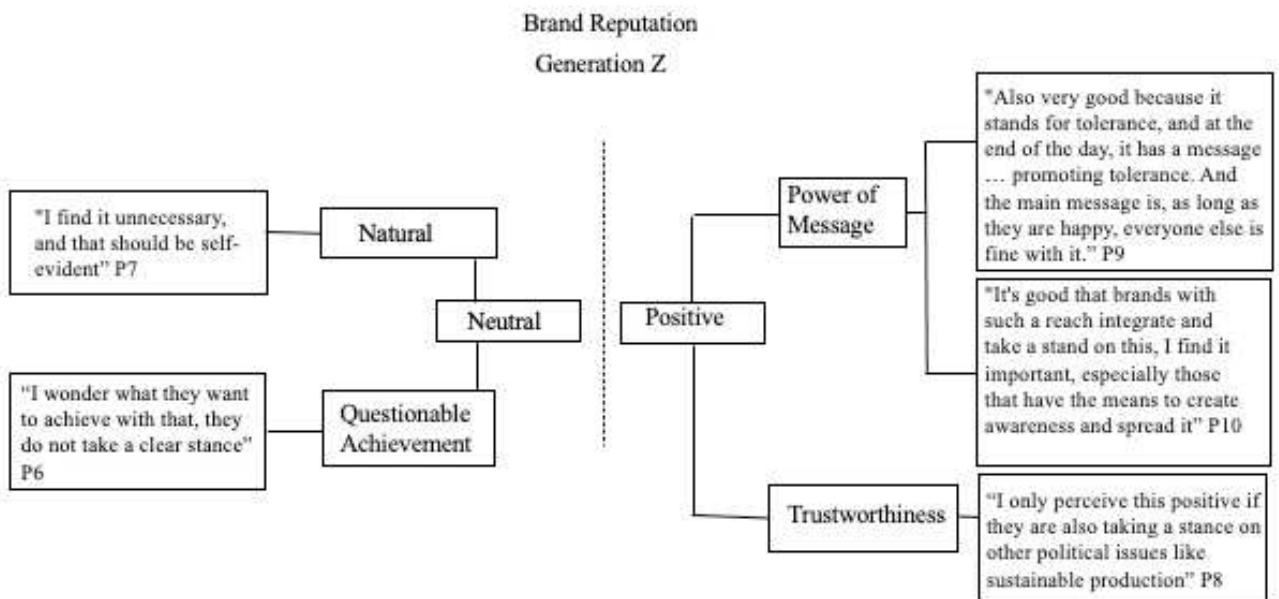 Brand Reputation
Generation Z
"I find it unnecessary,
and that should be self-
evident” P7
Natural
Neutral
“I wonder what they want
to achieve with that, they
do not take a clear stance”
P6
Questionable
Achievement
Positive
Power of
Message
"Also very good because it
stands for tolerance, and at the
end of the day, it has a message
… promoting tolerance. And
the main message is, as long as
they are happy, everyone else is
fine with it.” P9
"It's good that brands with
such a reach integrate and
take a stand on this, I find it
important, especially those
that have the means to create
awareness and spread it” P10
Trustworthiness
“I only perceive this positive if
they are also taking a stance on
other political issues like
sustainable production” P8